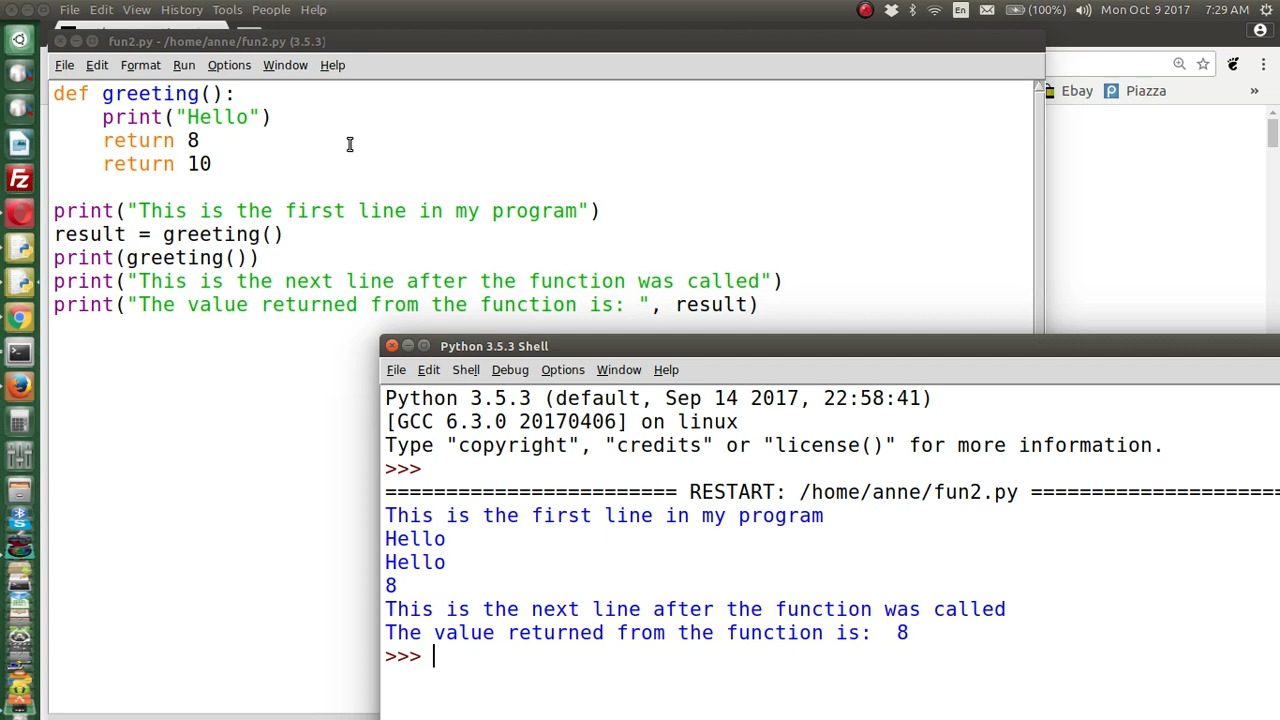 File Edit View History Tools People Help
En (100%) Mon Oct 9 2017 7:29 AM
fun2.py - /home/anne/fun2.py (3.5.3)
File Edit Format Run Options Window Help
Ebay Piazza »
def greeting():
    print("Hello")
    return 8
    return 10
print("This is the first line in my program")
result = greeting()
print(greeting())
print("This is the next line after the function was called")
print("The value returned from the function is: ", result)
Python 3.5.3 Shell
File Edit Shell Debug Options Window Help
Python 3.5.3 (default, Sep 14 2017, 22:58:41)
[GCC 6.3.0 20170406] on linux
Type "copyright", "credits" or "license()" for more information.
>>>
======================== RESTART: /home/anne/fun2.py =====================
This is the first line in my program
Hello
Hello
8
This is the next line after the function was called
The value returned from the function is:  8
>>>